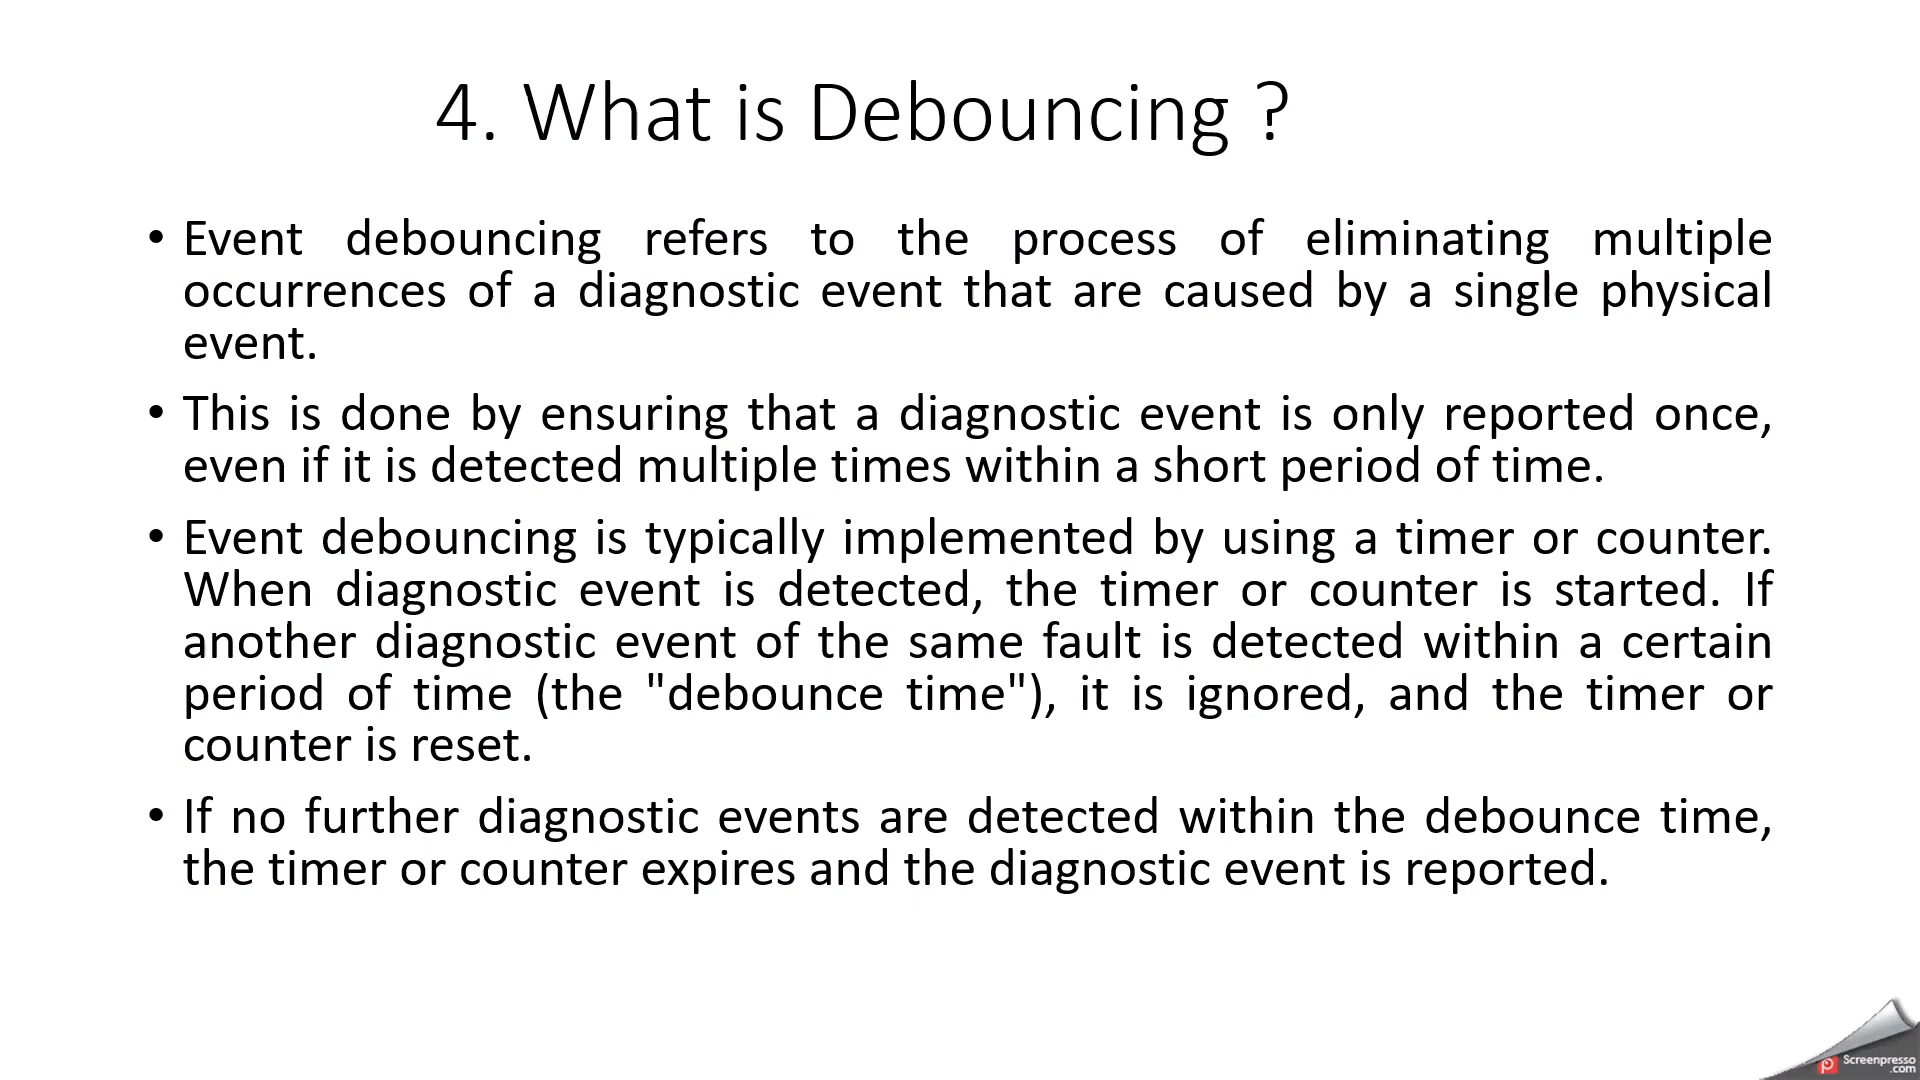 4. What is Debouncing ?
• Event debouncing refers to the process of eliminating multiple
occurrences of a diagnostic event that are caused by a single physical
event.
• This is done by ensuring that a diagnostic event is only reported once,
even if it is detected multiple times within a short period of time.
• Event debouncing is typically implemented by using a timer or counter.
When diagnostic event is detected, the timer or counter is started. If
another diagnostic event of the same fault is detected within a certain
period of time (the "debounce time"), it is ignored, and the timer or
counter is reset.
• If no further diagnostic events are detected within the debounce time,
the timer or counter expires and the diagnostic event is reported.
Screenpresso
.com